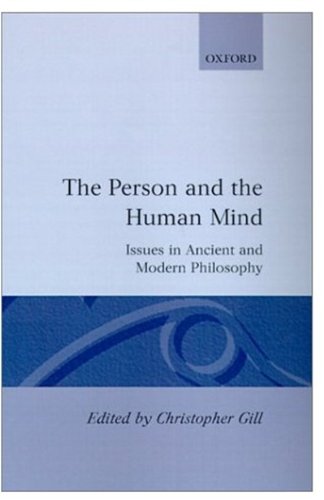 OXFORD
The Person and the
Human Mind
Issues in Ancient and
Modern Philosophy
Edited by Christopher Gill